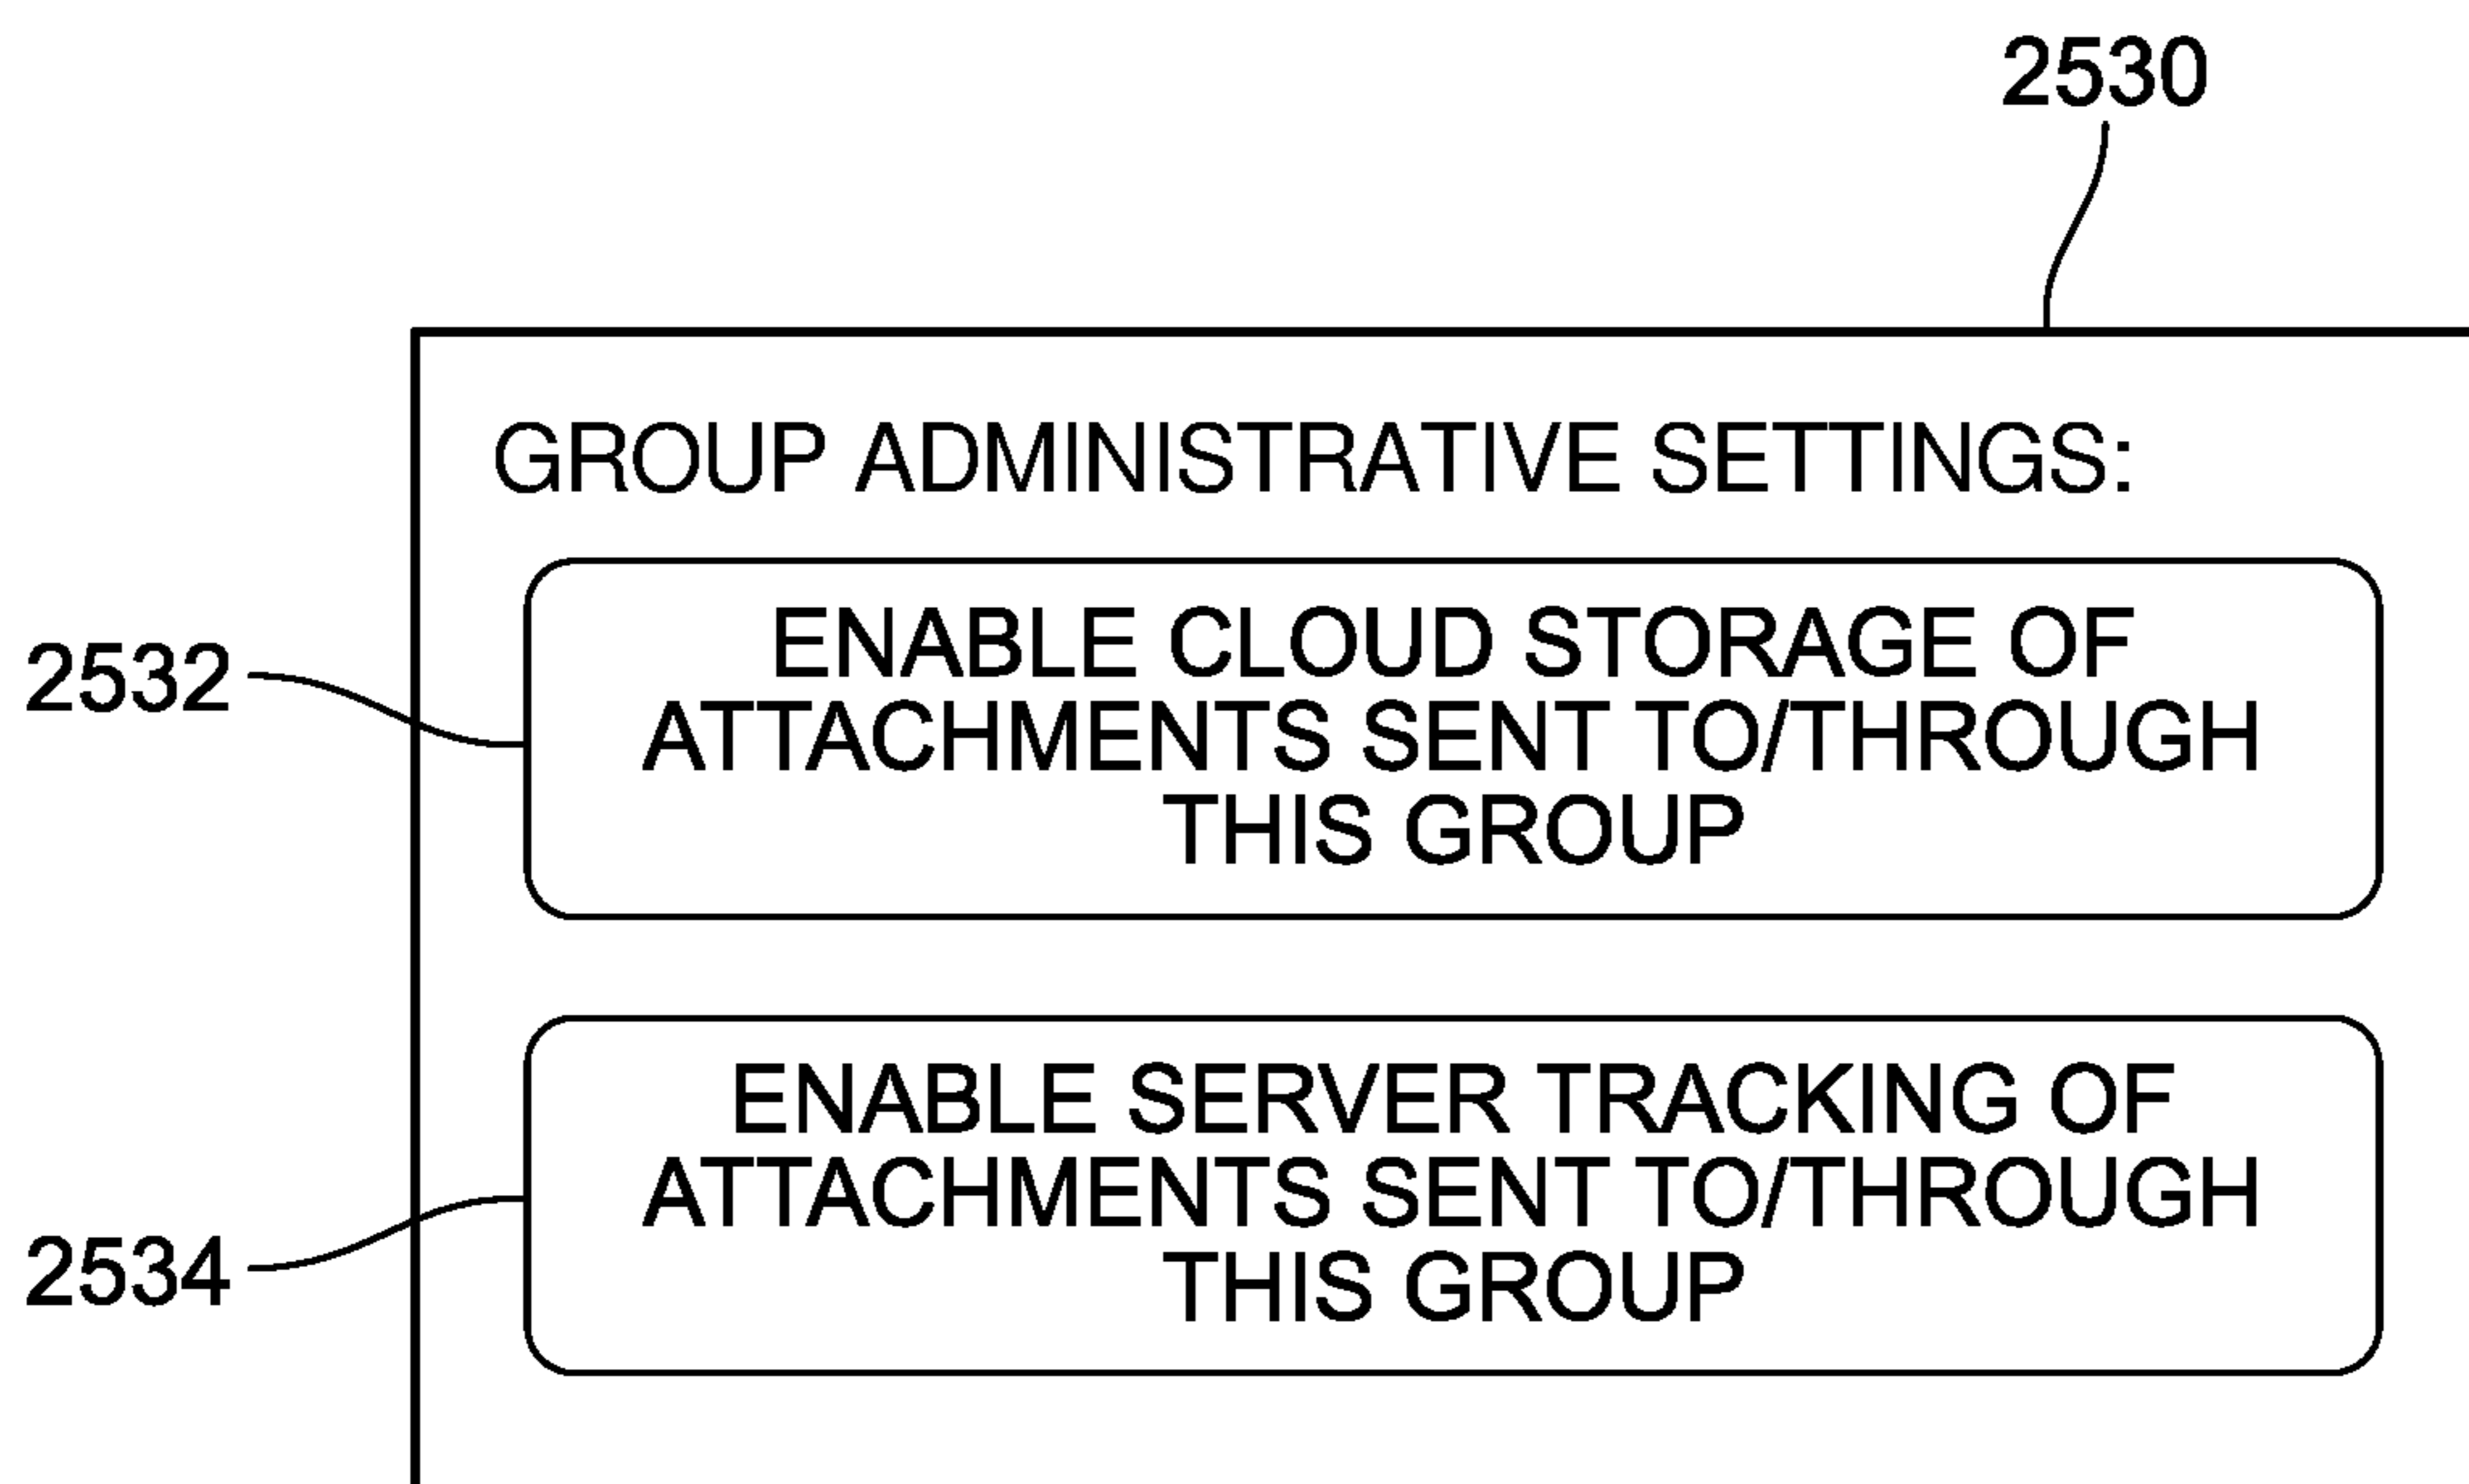 2530
GROUP ADMINISTRATIVE SETTINGS:
2532
ENABLE CLOUD STORAGE OF
ATTACHMENTS SENT TO/THROUGH
THIS GROUP
2534
ENABLE SERVER TRACKING OF
ATTACHMENTS SENT TO/THROUGH
THIS GROUP